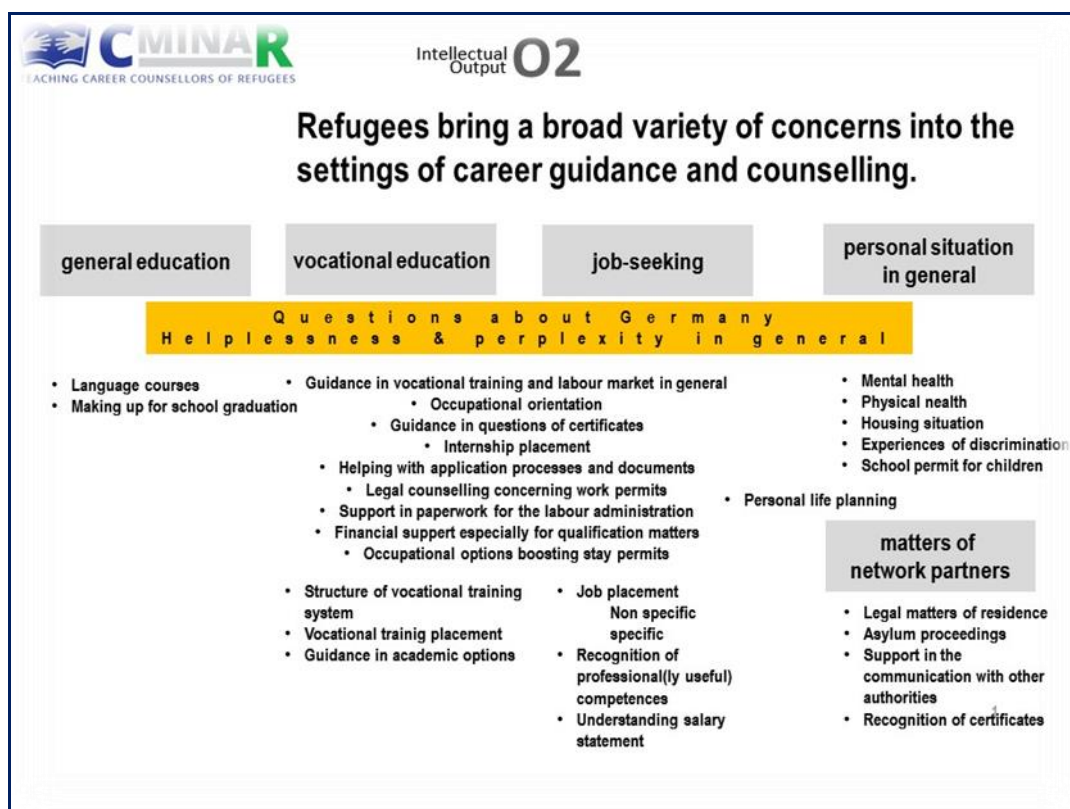 CMINAR
EACHING CAREER COUNSELLORS OF REFUGEES
Intellectual
Output O2
Refugees bring a broad variety of concerns into the
settings of career guidance and counselling.
general education
vocational education
job-seeking
personal situation
in general
Questions about Germany
Helplessness & perplexity in general
• Language courses
• Making up for school graduation
• Guidance in vocational training and labour market in general
• Occupational orientation
• Guidance in questions of certificates
• Internship placement
• Helping with application processes and documents
• Legal counselling concerning work permits
• Support in paperwork for the labour administration
• Financial support especially for qualification matters
• Occupational options boosting stay permits
• Mental health
• Physical health
• Housing situation
• Experiences of discrimination
• School permit for children
• Personal life planning
• Structure of vocational training
system
• Vocational trainig placement
• Guidance in academic options
• Job placement
Non specific
specific
• Recognition of
professional(ly useful)
competences
• Understanding salary
statement
matters of
network partners
• Legal matters of residence
• Asylum proceedings
• Support in the
communication with other
authorities
• Recognition of certificates
1